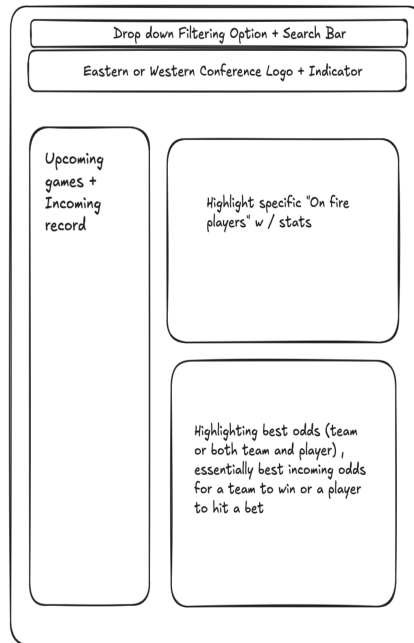 Drop down Filtering Option + Search Bar
Eastern or Western Conference Logo + Indicator
Upcoming
games +
Incoming
record
Highlight specific "On fire
players" w / stats
Highlighting best odds (team
or both team and player) ,
essentially best incoming odds
for a team to win or a player
to hit a bet